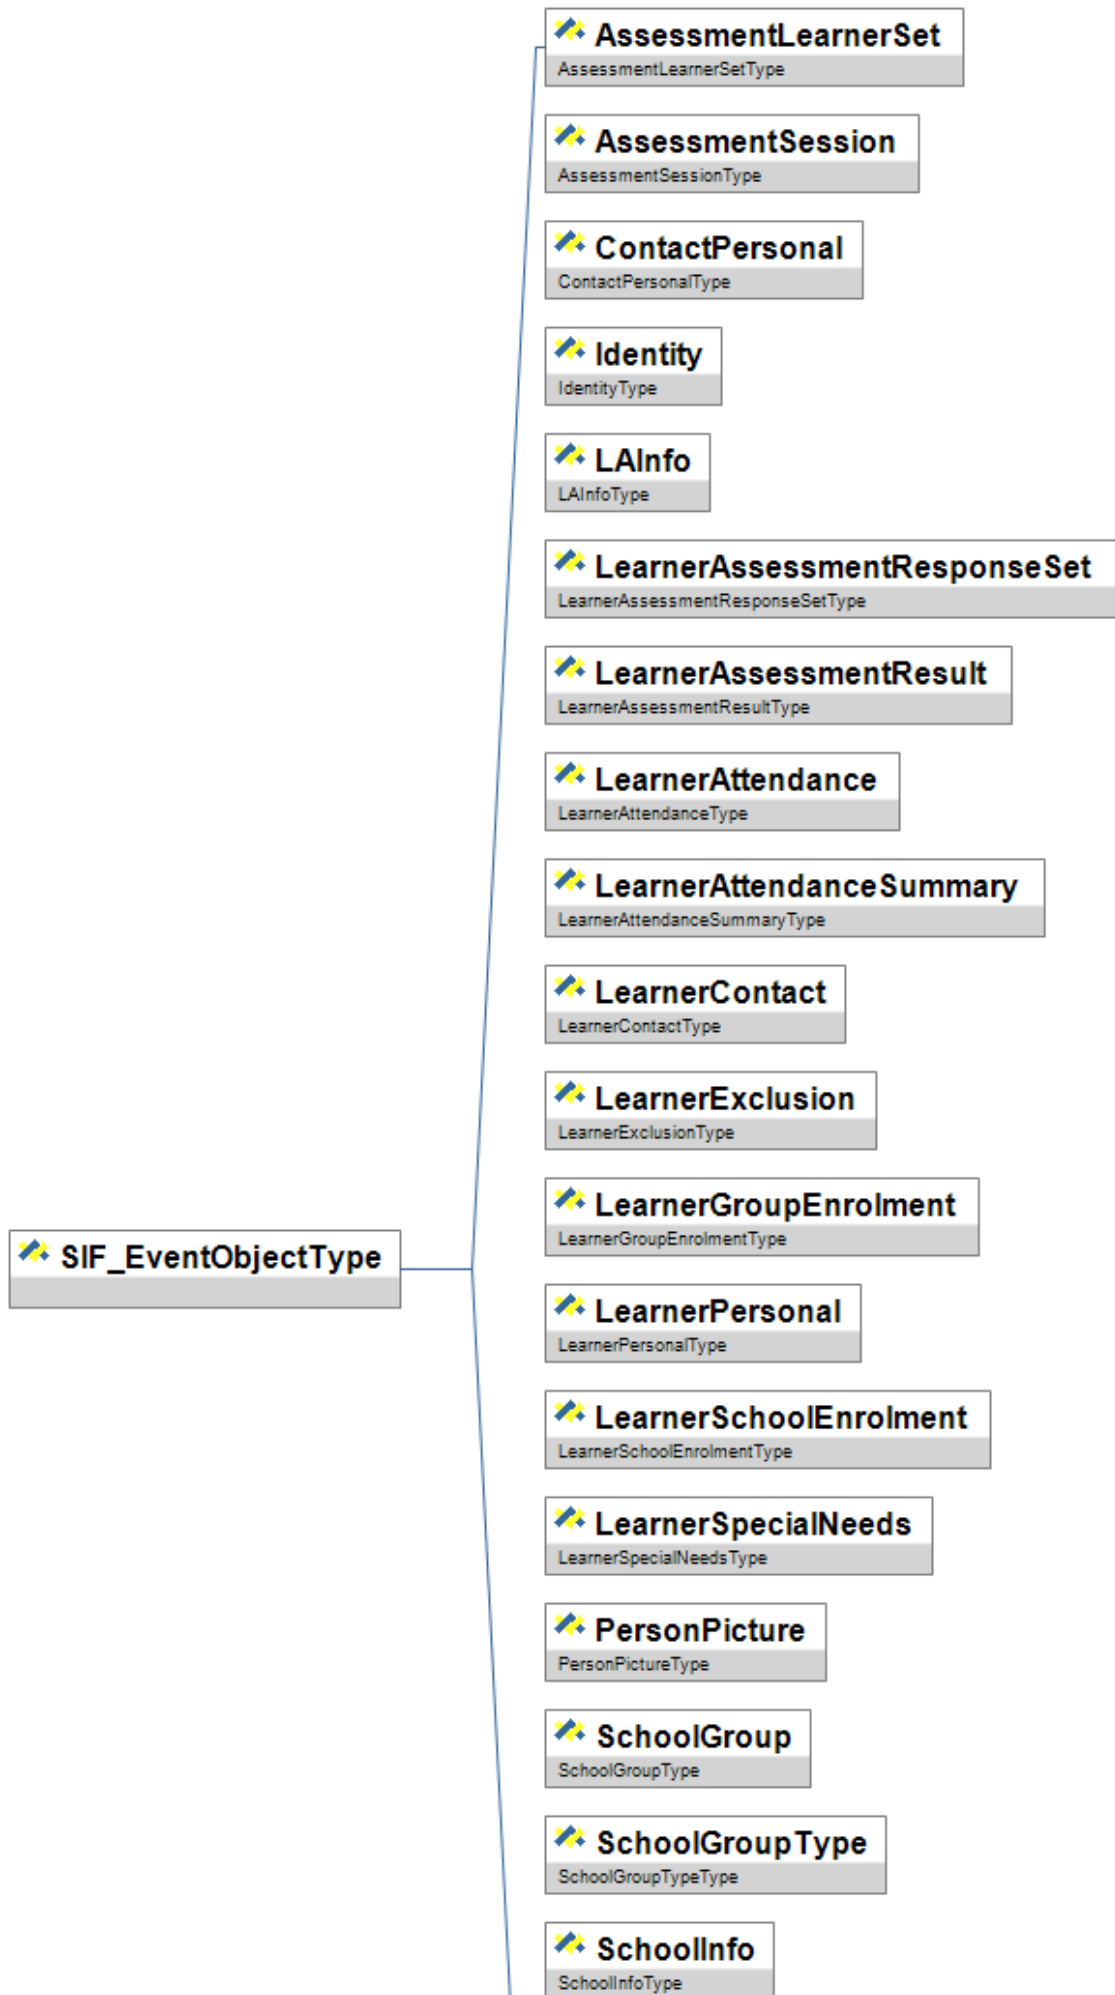 AssessmentLearnerSet
AssessmentLearnerSetType
AssessmentSession
AssessmentSessionType
ContactPersonal
ContactPersonalType
Identity
IdentityType
LAInfo
LAInfoType
LearnerAssessmentResponseSet
LearnerAssessmentResponseSetType
LearnerAssessmentResult
LearnerAssessmentResultType
LearnerAttendance
LearnerAttendanceType
LearnerAttendanceSummary
LearnerAttendanceSummaryType
LearnerContact
LearnerContactType
LearnerExclusion
LearnerExclusionType
LearnerGroupEnrolment
LearnerGroupEnrolmentType
SIF_EventObjectType
LearnerPersonal
LearnerPersonalType
LearnerSchoolEnrolment
LearnerSchoolEnrolmentType
LearnerSpecialNeeds
LearnerSpecialNeedsType
PersonPicture
PersonPictureType
SchoolGroup
SchoolGroupType
SchoolGroupType
SchoolGroupTypeType
SchoolInfo
SchoolInfoType